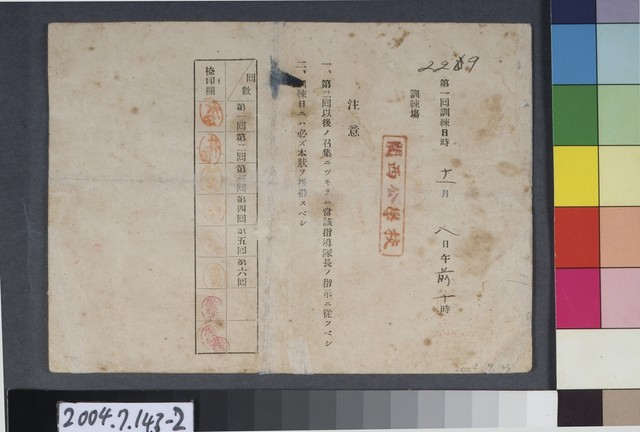 2289
第一回訓練日時 十一月 八日午前十時
訓練場
西公學校
注意
一、第二回以後ノ召集ニツキテハ當該指導隊長ノ指示ニ從フベシ
二、訓練日ニハ必ズ本狀ヲ携帶スベシ
回數 第一回 第二回 第三回 第四回 第五回 第六回
捺印欄
2004.7.143-2